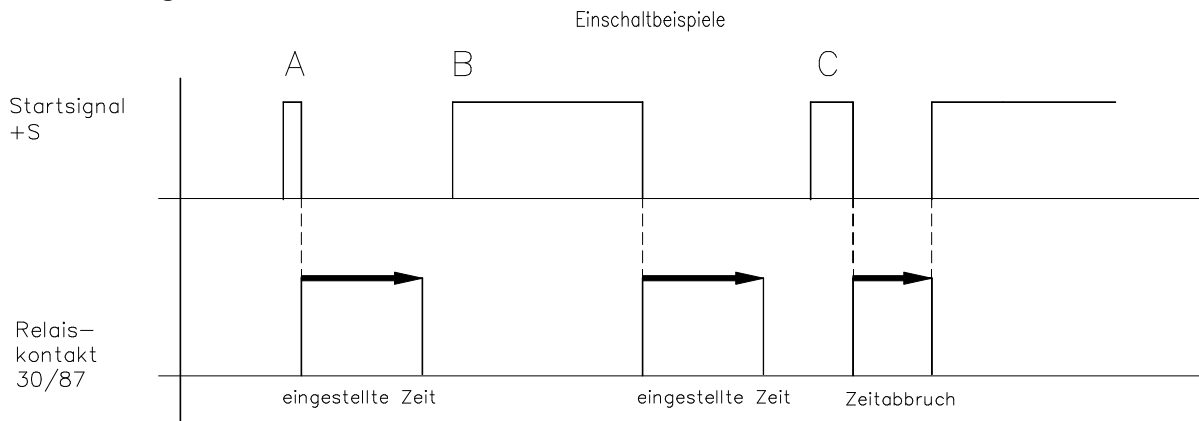 Einschaltbeispiele
A
B
C
Startsignal
+S
Relais-
kontakt
30/87
eingestellte Zeit
eingestellte Zeit
Zeitabbruch